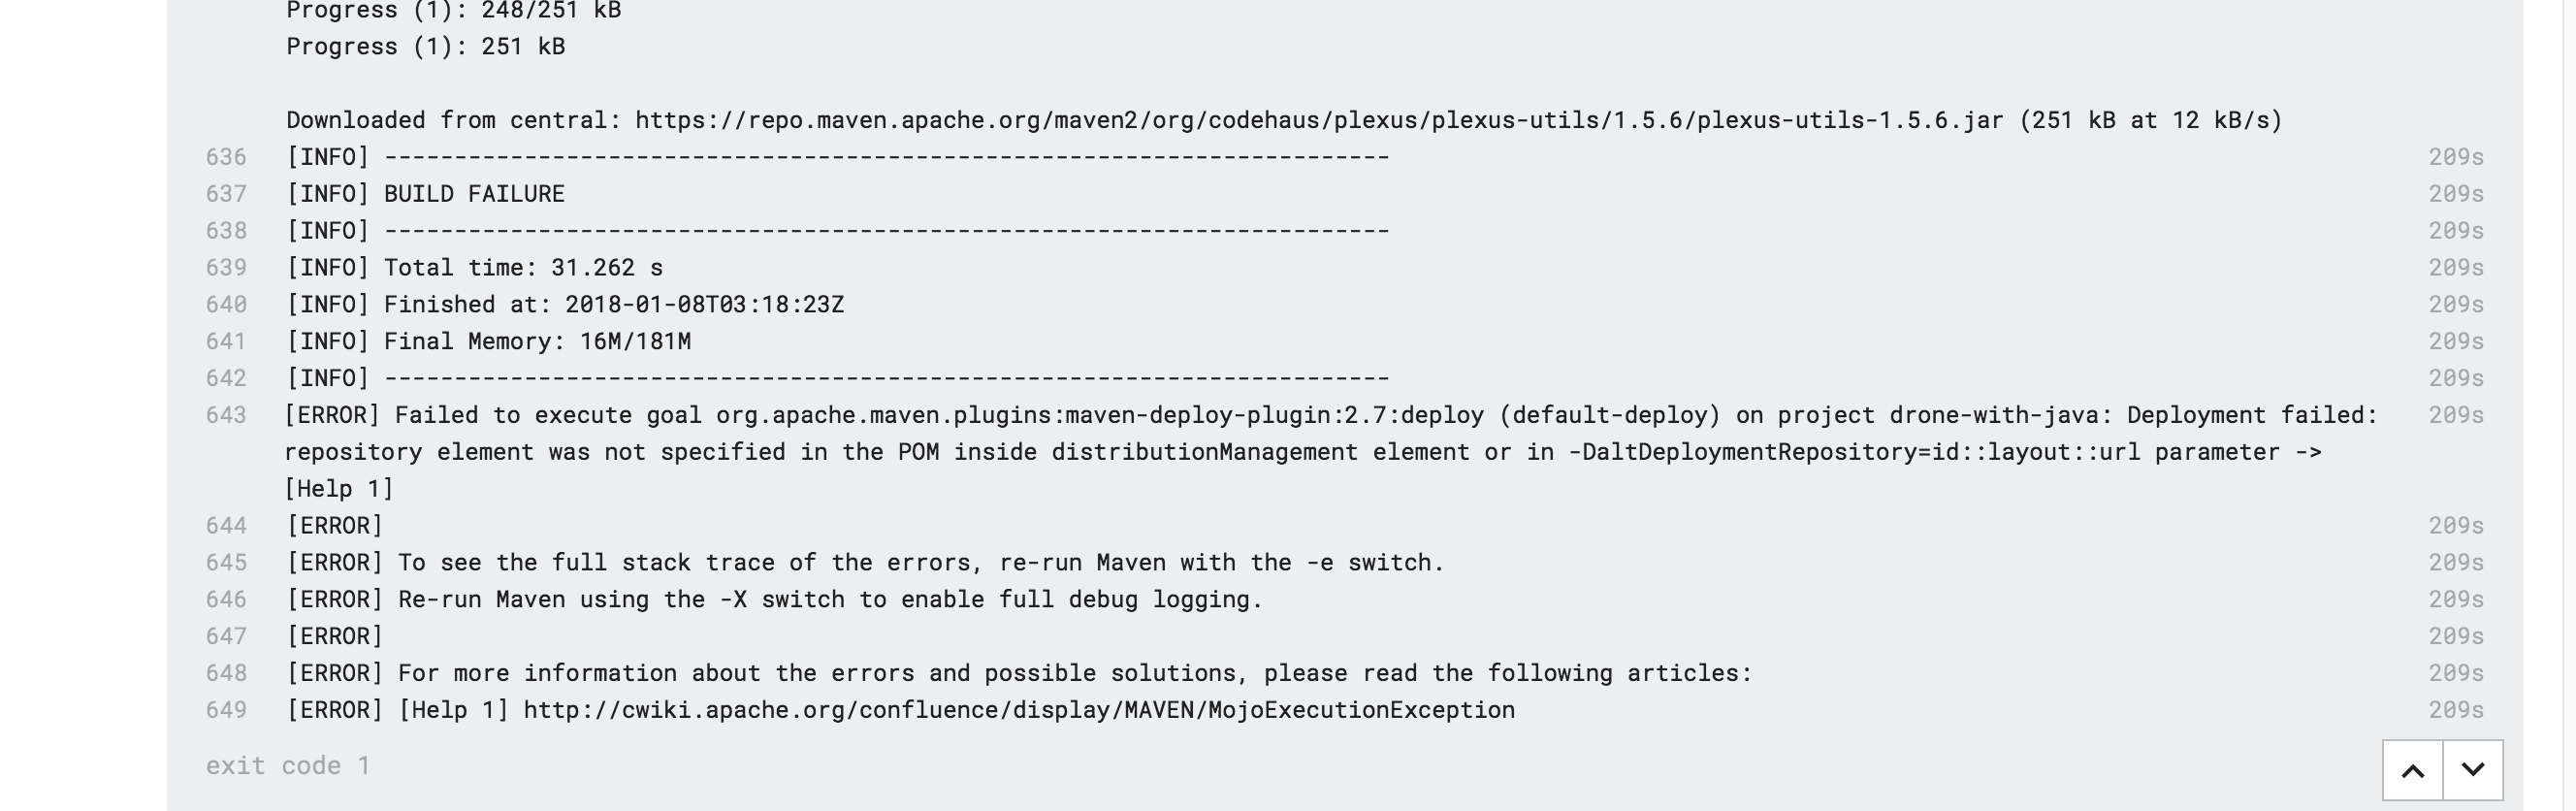 Progress (1): 248/251 kB
Progress (1): 251 kB
Downloaded from central: https://repo.maven.apache.org/maven2/org/codehaus/plexus/plexus-utils/1.5.6/plexus-utils-1.5.6.jar (251 kB at 12 kB/s)
636 [INFO] ------------------------------------------------------------------------ 209s
637 [INFO] BUILD FAILURE 209s
638 [INFO] ------------------------------------------------------------------------ 209s
639 [INFO] Total time: 31.262 s 209s
640 [INFO] Finished at: 2018-01-08T03:18:23Z 209s
641 [INFO] Final Memory: 16M/181M 209s
642 [INFO] ------------------------------------------------------------------------ 209s
643 [ERROR] Failed to execute goal org.apache.maven.plugins:maven-deploy-plugin:2.7:deploy (default-deploy) on project drone-with-java: Deployment failed: 209s
repository element was not specified in the POM inside distributionManagement element or in -DaltDeploymentRepository=id::layout::url parameter ->
[Help 1]
644 [ERROR] 209s
645 [ERROR] To see the full stack trace of the errors, re-run Maven with the -e switch. 209s
646 [ERROR] Re-run Maven using the -X switch to enable full debug logging. 209s
647 [ERROR] 209s
648 [ERROR] For more information about the errors and possible solutions, please read the following articles: 209s
649 [ERROR] [Help 1] http://cwiki.apache.org/confluence/display/MAVEN/MojoExecutionException 209s
exit code 1